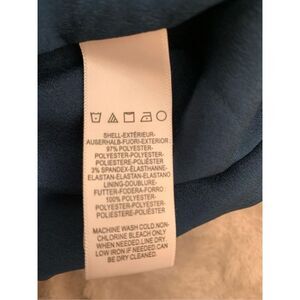 SHELL-EXTÉRIEUR-
AUßERHALB-FUORI-EXTERIOR
97% POLYESTER-
POLYESTER-POLYESTER-
POLIESTERE-POLIÉSTER
3% SPANDEX-ÉLASTHANNE-
ELASTAN-ELASTAN-ELASTANO
LINING-DOUBLURE-
FUTTER-FODERA-FORRO
100% POLYESTER-
POLYESTER-POLYESTER-
POLIESTERE-POLIÉSTER
MACHINE WASH COLD.NON-
CHLORINE BLEACH ONLY
WHEN NEEDED.LINE DRY.
LOW IRON IF NEEDED.CAN
BE DRY CLEANED.